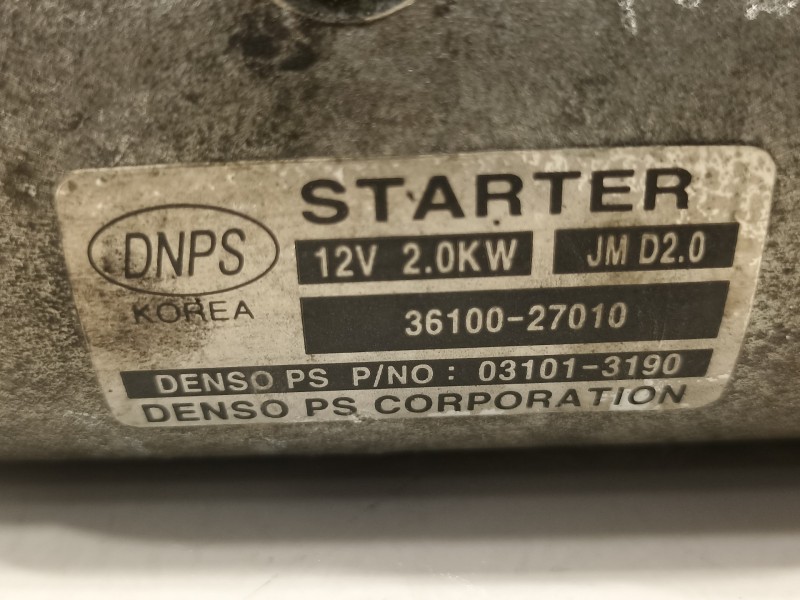 STARTER
DNPS
KOREA
12V 2.0KW
JM D2.0
36100-27010
DENSO PS P/NO : 03101-3190
DENSO PS CORPORATION